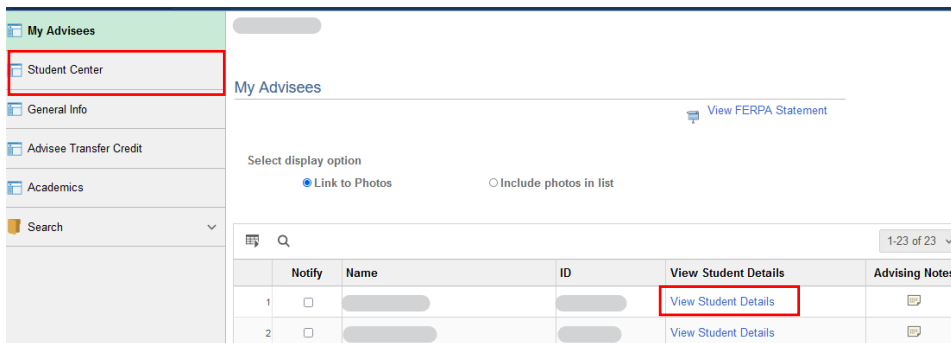 My Advisees
Student Center
General Info
Advisee Transfer Credit
Academics
Search
My Advisees
View FERPA Statement
Select display option
Link to Photos Include photos in list
1-23 of 23
Notify Name ID View Student Details Advising Notes
1 View Student Details
2 View Student Details